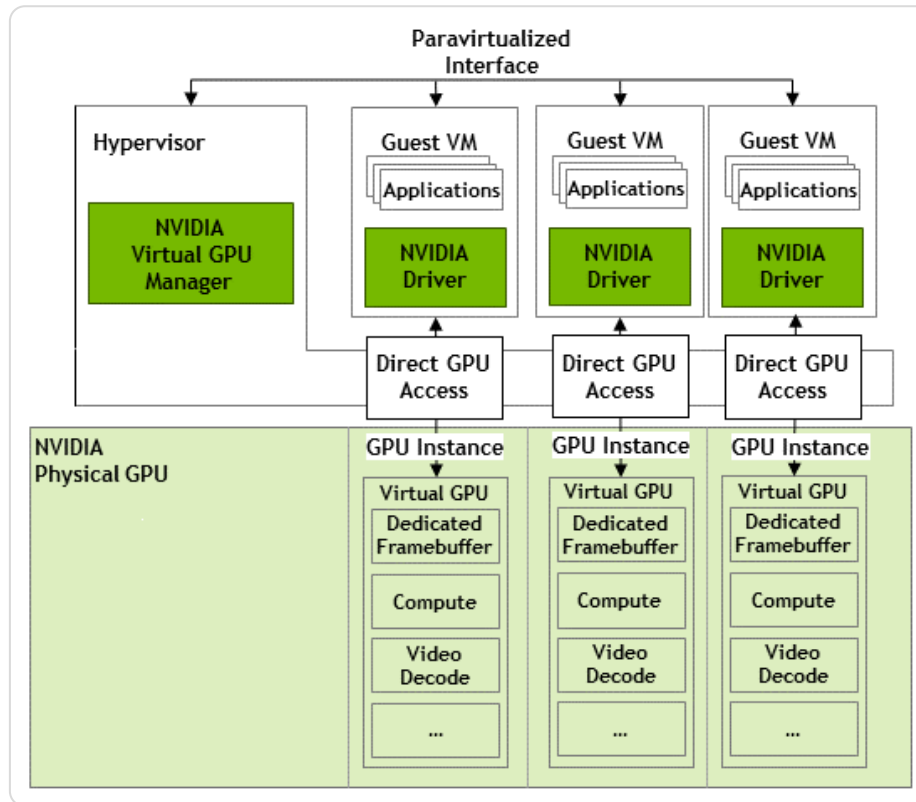 Paravirtualized
Interface
Hypervisor
NVIDIA
Virtual GPU
Manager
Guest VM
Applications
NVIDIA
Driver
Guest VM
Applications
NVIDIA
Driver
Guest VM
Applications
NVIDIA
Driver
Direct GPU
Access
Direct GPU
Access
Direct GPU
Access
NVIDIA
Physical GPU
GPU Instance
Virtual GPU
Dedicated
Framebuffer
Compute
Video
Decode
...
GPU Instance
Virtual GPU
Dedicated
Framebuffer
Compute
Video
Decode
...
GPU Instance
Virtual GPU
Dedicated
Framebuffer
Compute
Video
Decode
...